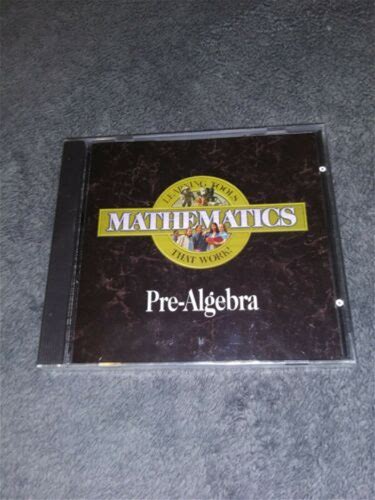 LEARNING TOOLS
MATHEMATICS
THAT WORK!
Pre-Algebra